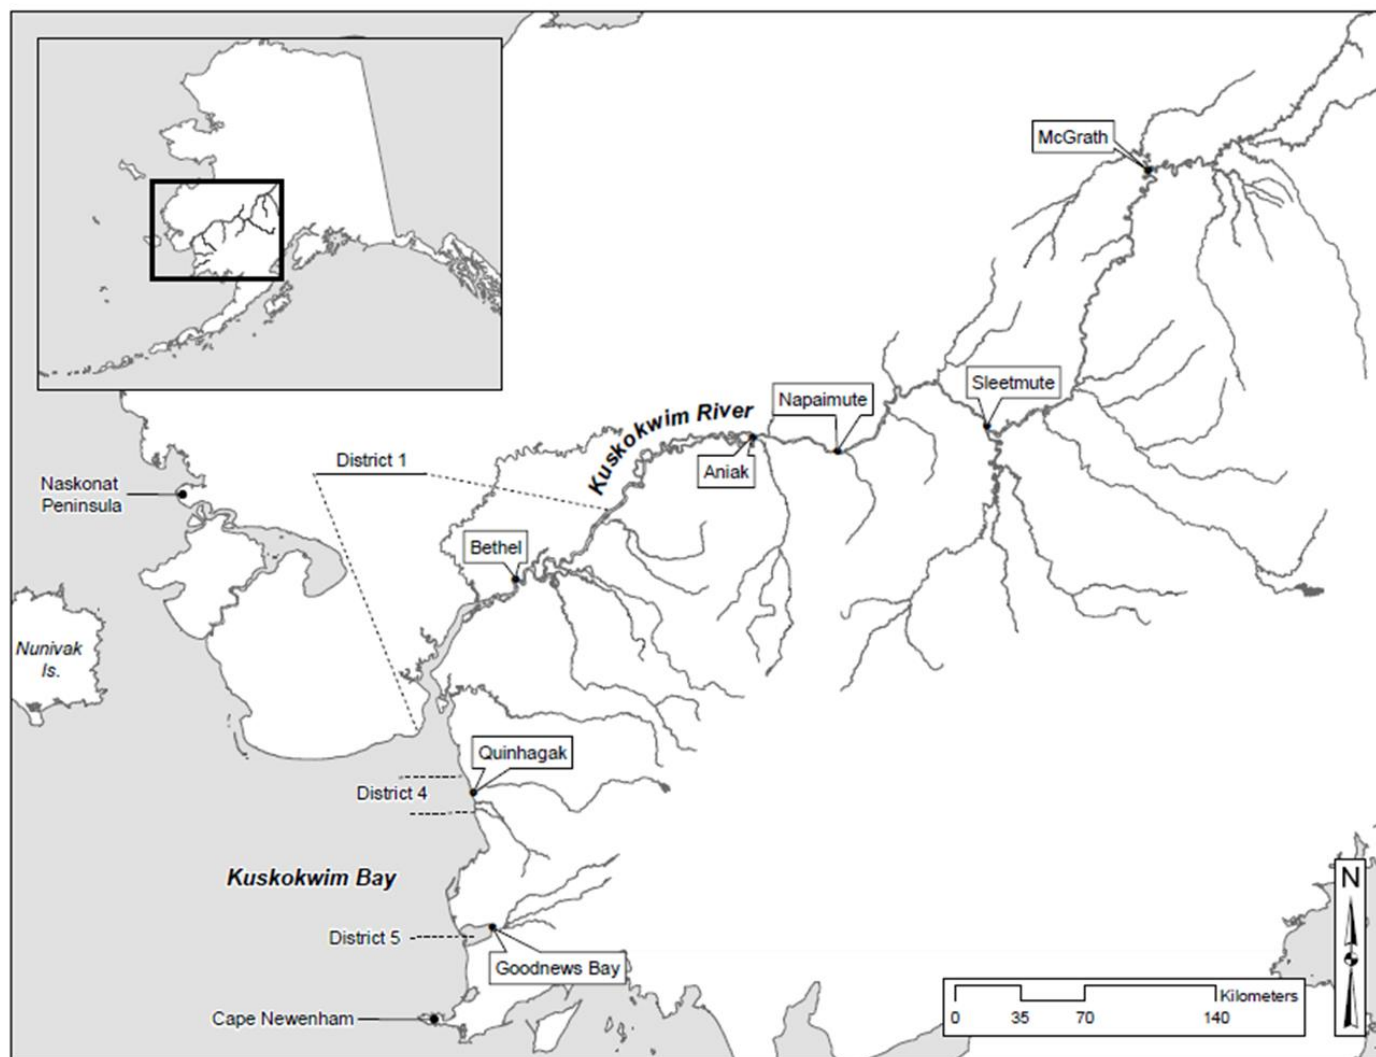 McGrath
Sleetmute
Napaimute
Kuskokwim River
Aniak
District 1
Naskonat
Peninsula
Bethel
Nunivak
Is.
Quinhagak
District 4
Kuskokwim Bay
District 5
Goodnews Bay
Cape Newenham
N
Kilometers
0 35 70 140